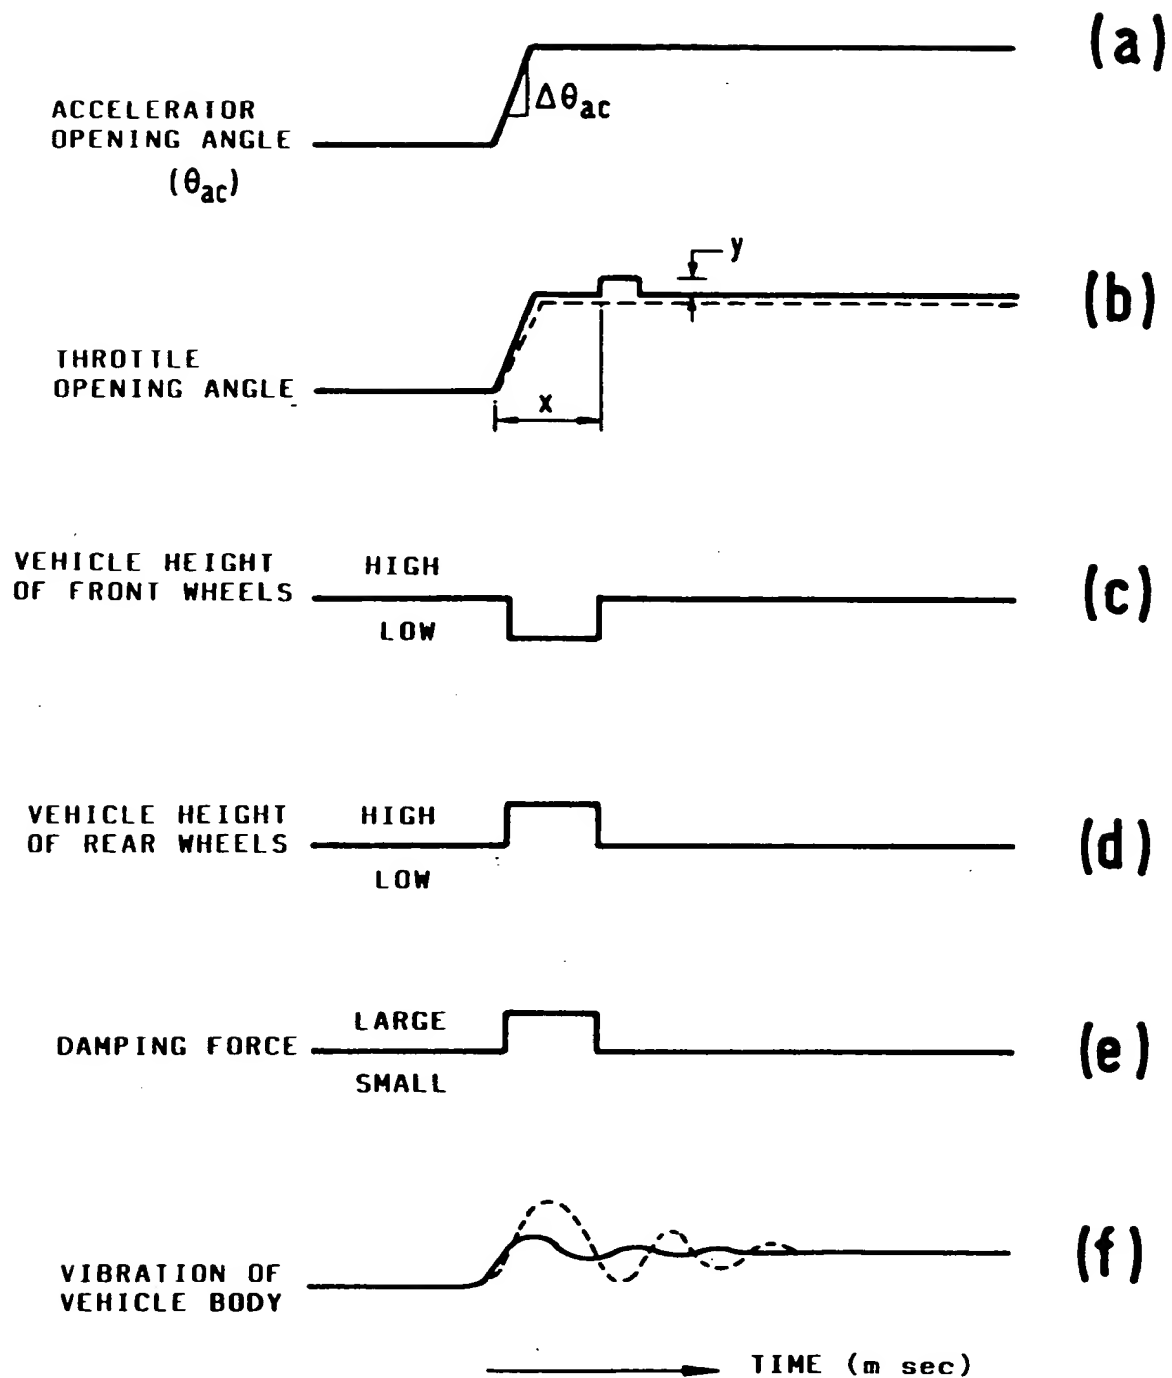 (a)
Δθac
ACCELERATOR
OPENING ANGLE
(θac)
y
(b)
THROTTLE
OPENING ANGLE
x
VEHICLE HEIGHT
OF FRONT WHEELS
HIGH
LOW
(c)
VEHICLE HEIGHT
OF REAR WHEELS
HIGH
LOW
(d)
DAMPING FORCE
LARGE
SMALL
(e)
VIBRATION OF
VEHICLE BODY
(f)
TIME (m sec)